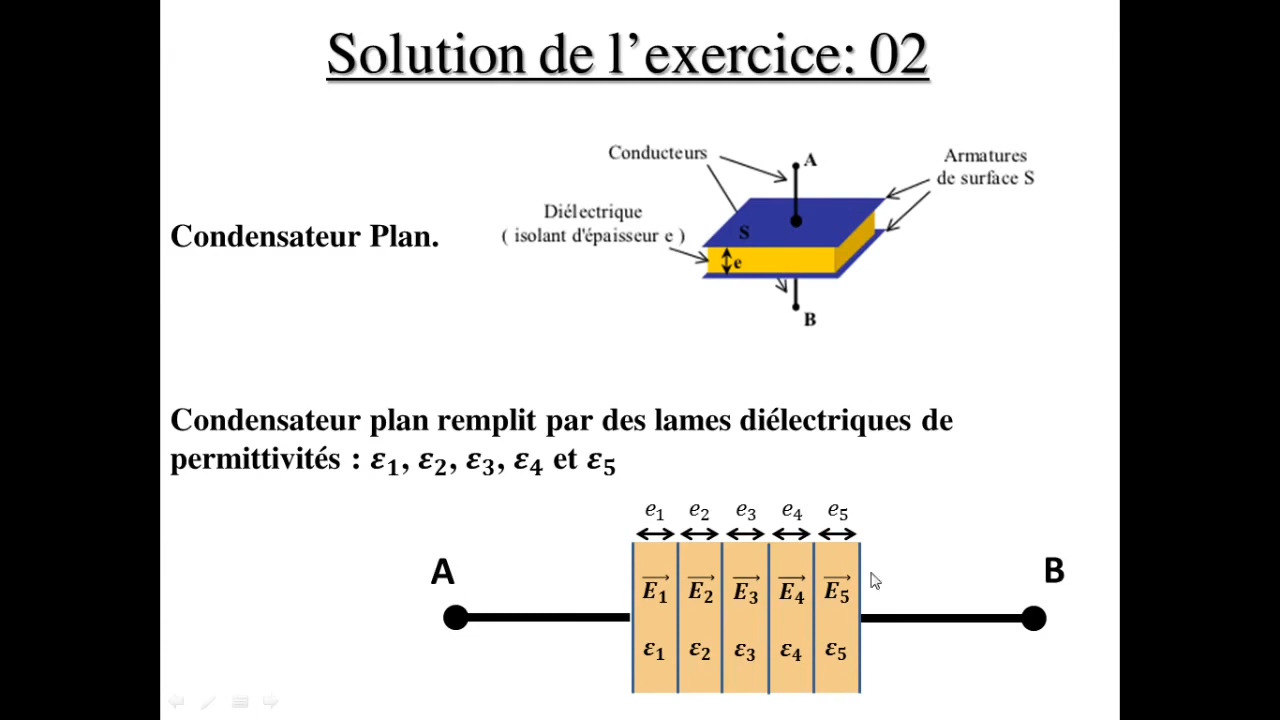 Solution de l’exercice: 02
Conducteurs
A
Armatures
de surface S
Diélectrique
( isolant d'épaisseur e )
Condensateur Plan.
S
e
B
Condensateur plan remplit par des lames diélectriques de
permittivités : ε₁, ε₂, ε₃, ε₄ et ε₅
e₁ e₂ e₃ e₄ e₅
A
B
E₁⃗ E₂⃗ E₃⃗ E₄⃗ E₅⃗
ε₁ ε₂ ε₃ ε₄ ε₅